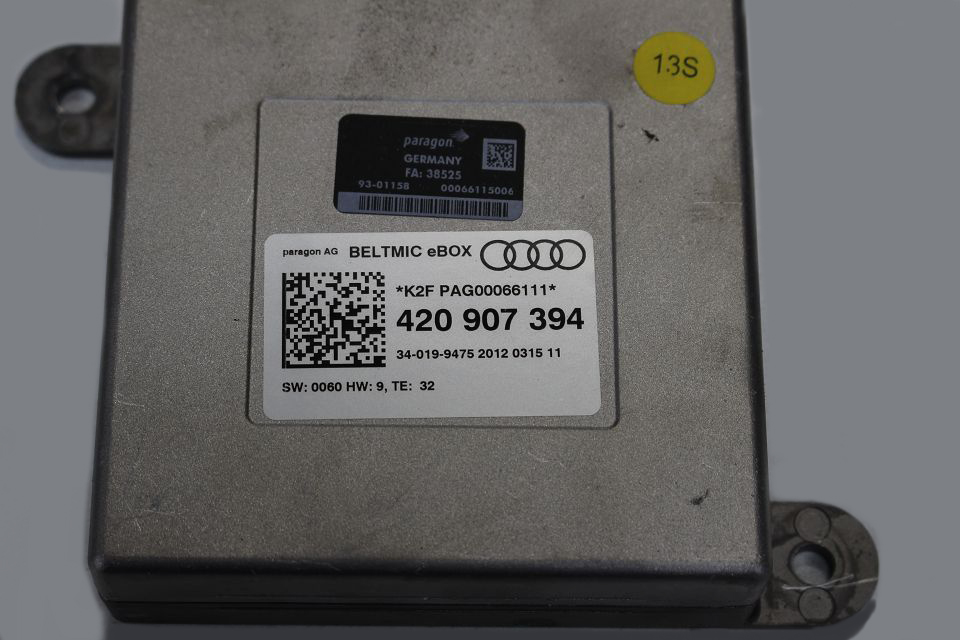 13S
paragon
GERMANY
FA: 38525
93-01158 00066115006
paragon AG BELTMIC eBOX
*K2F PAG00066111*
420 907 394
34-019-9475 2012 0315 11
SW: 0060 HW: 9, TE: 32